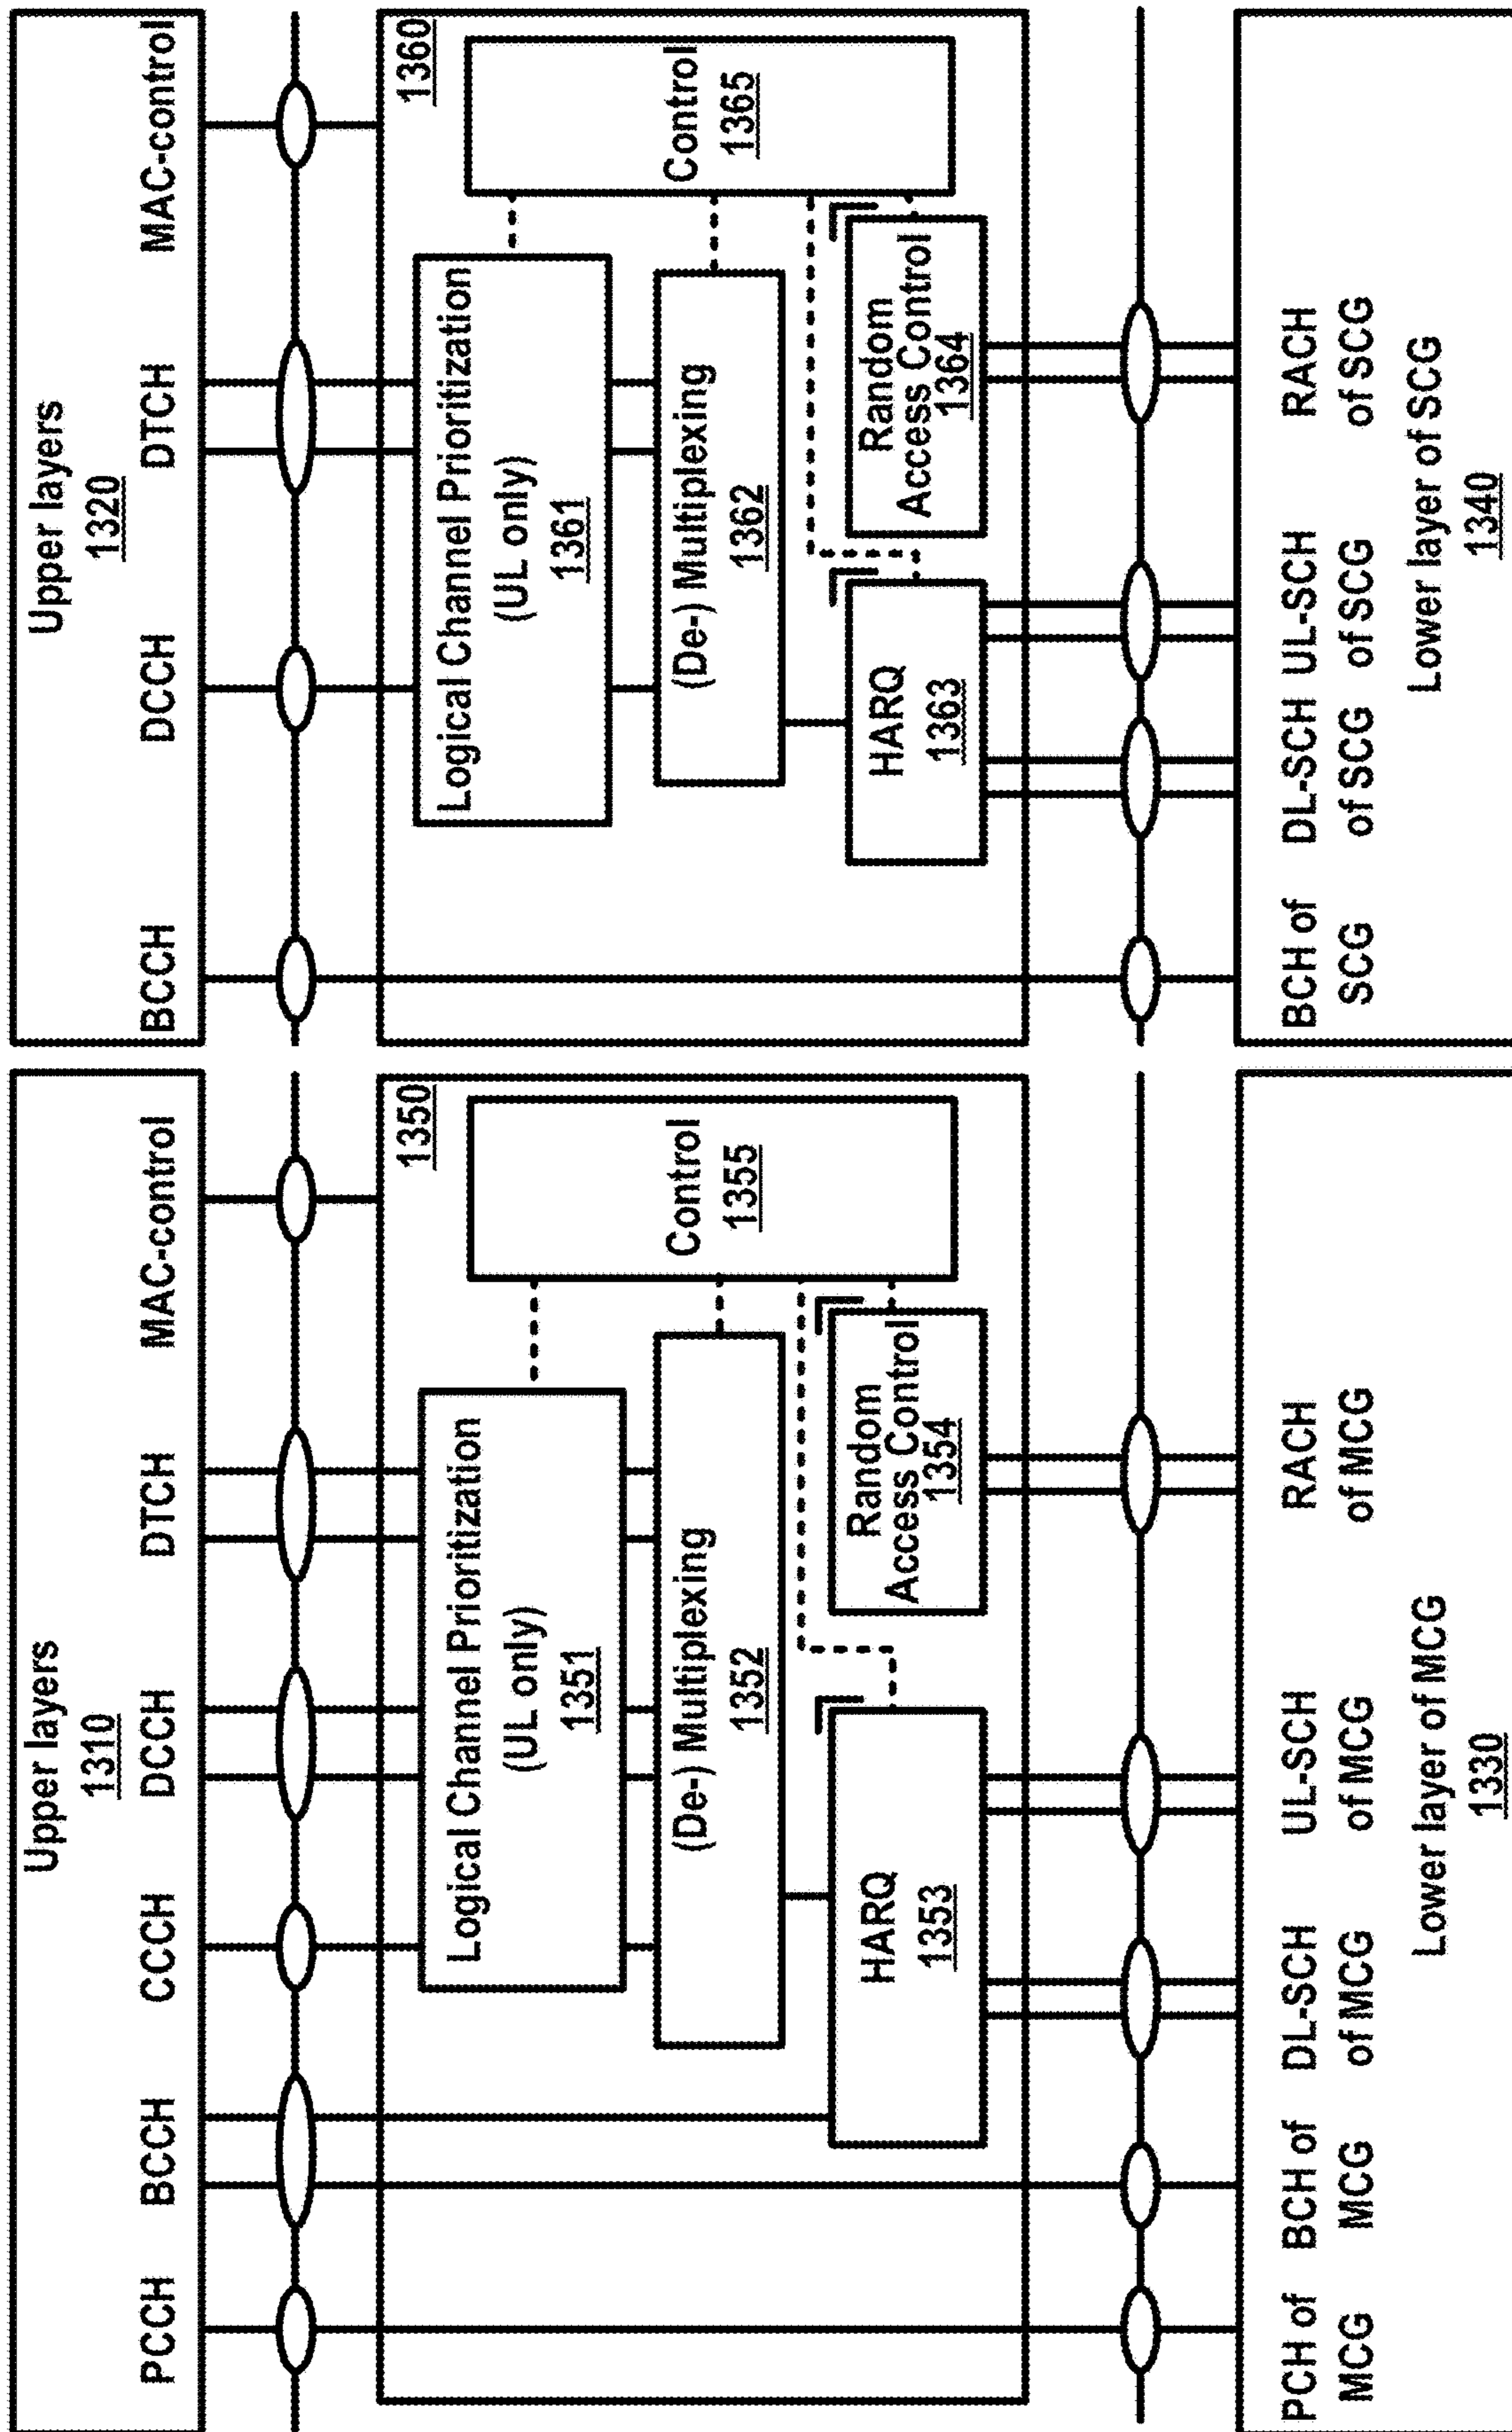 Upper layers
1310
PCCH
BCCH
CCCH
DCCH
DTCH
MAC-control
1350
Logical Channel Prioritization
(UL only)
1351
(De-) Multiplexing
1352
HARQ
1353
Random
Access Control
1354
Control
1355
PCH of
MCG
BCH of
MCG
DL-SCH
of MCG
UL-SCH
of MCG
RACH
of MCG
Lower layer of MCG
1330
Upper layers
1320
BCCH
DCCH
DTCH
MAC-control
1360
Logical Channel Prioritization
(UL only)
1361
(De-) Multiplexing
1362
HARQ
1363
Random
Access Control
1364
Control
1365
BCH of
SCG
DL-SCH
of SCG
UL-SCH
of SCG
RACH
of SCG
Lower layer of SCG
1340